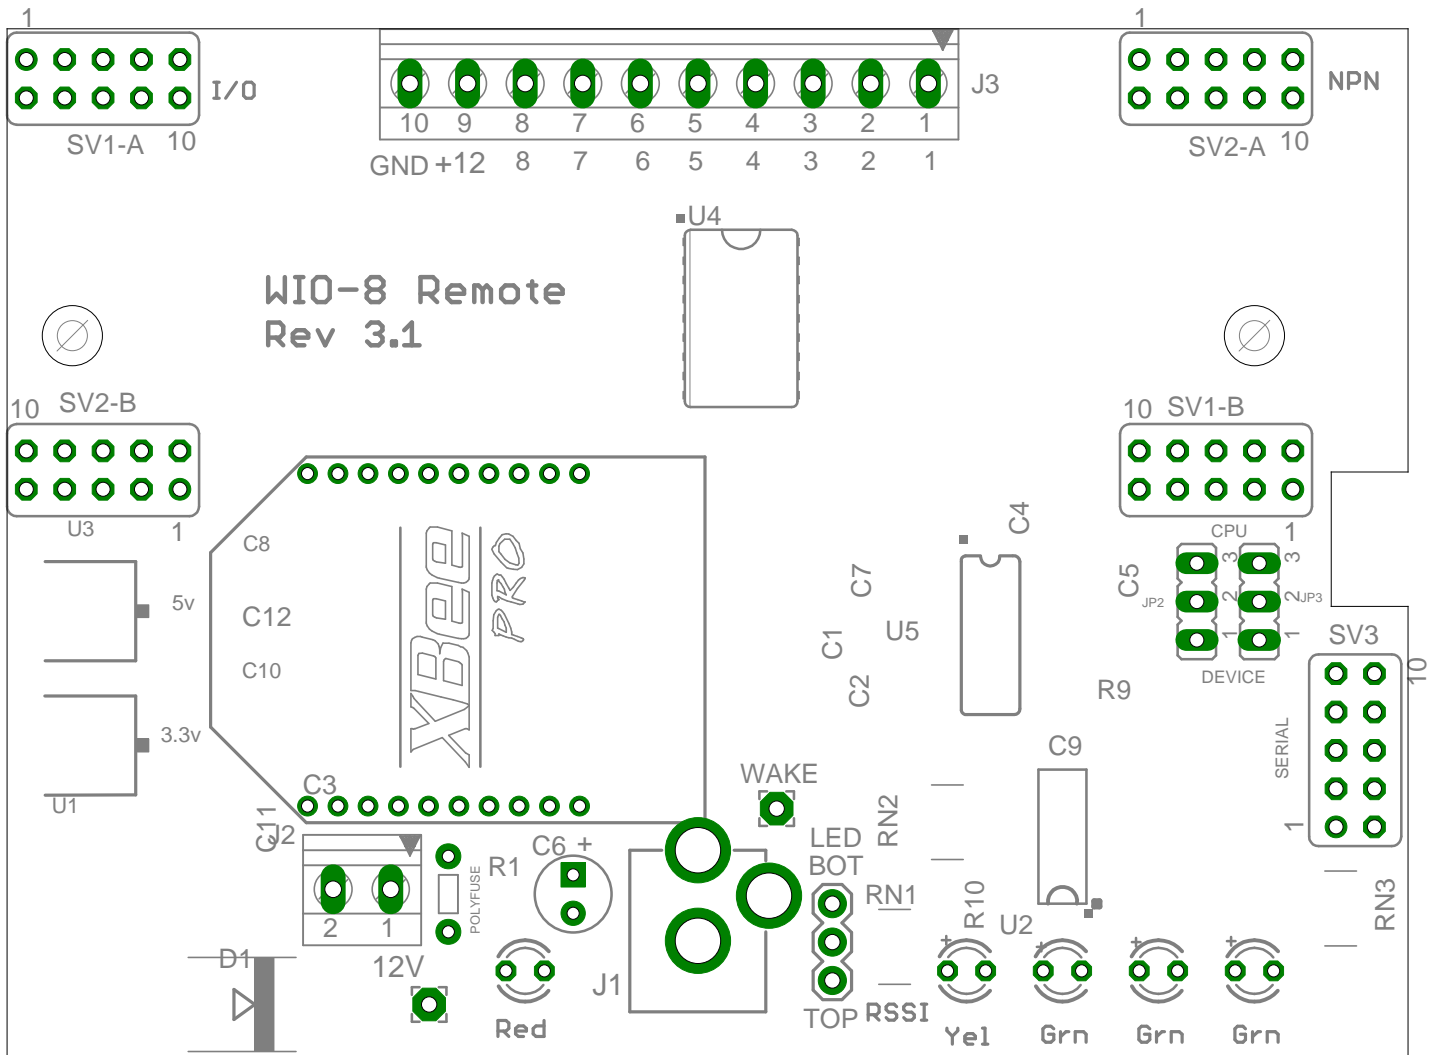 1
1
I/O
J3
NPN
10 9 8 7 6 5 4 3 2 1
SV1-A 10
SV2-A 10
GND +12 8 7 6 5 4 3 2 1
U4
WIO-8 Remote
Rev 3.1
10 SV2-B
10 SV1-B
U3 1
CPU 1
C4
C8
3 3
XBee
PRO
C7
C5
5v
JP2 2 2 JP3
C12
U5
C1
1 1
SV3
C10
C2
DEVICE
10
R9
3.3v
SERIAL
C9
WAKE
U1
C3
C11
J2
RN2
1
LED
BOT
C6 +
R1
POLYFUSE
RN1
R10
RN3
2 1
U2
D1
12V
+ + + +
J1
TOP
RSSI
Red
Yel
Grn
Grn
Grn